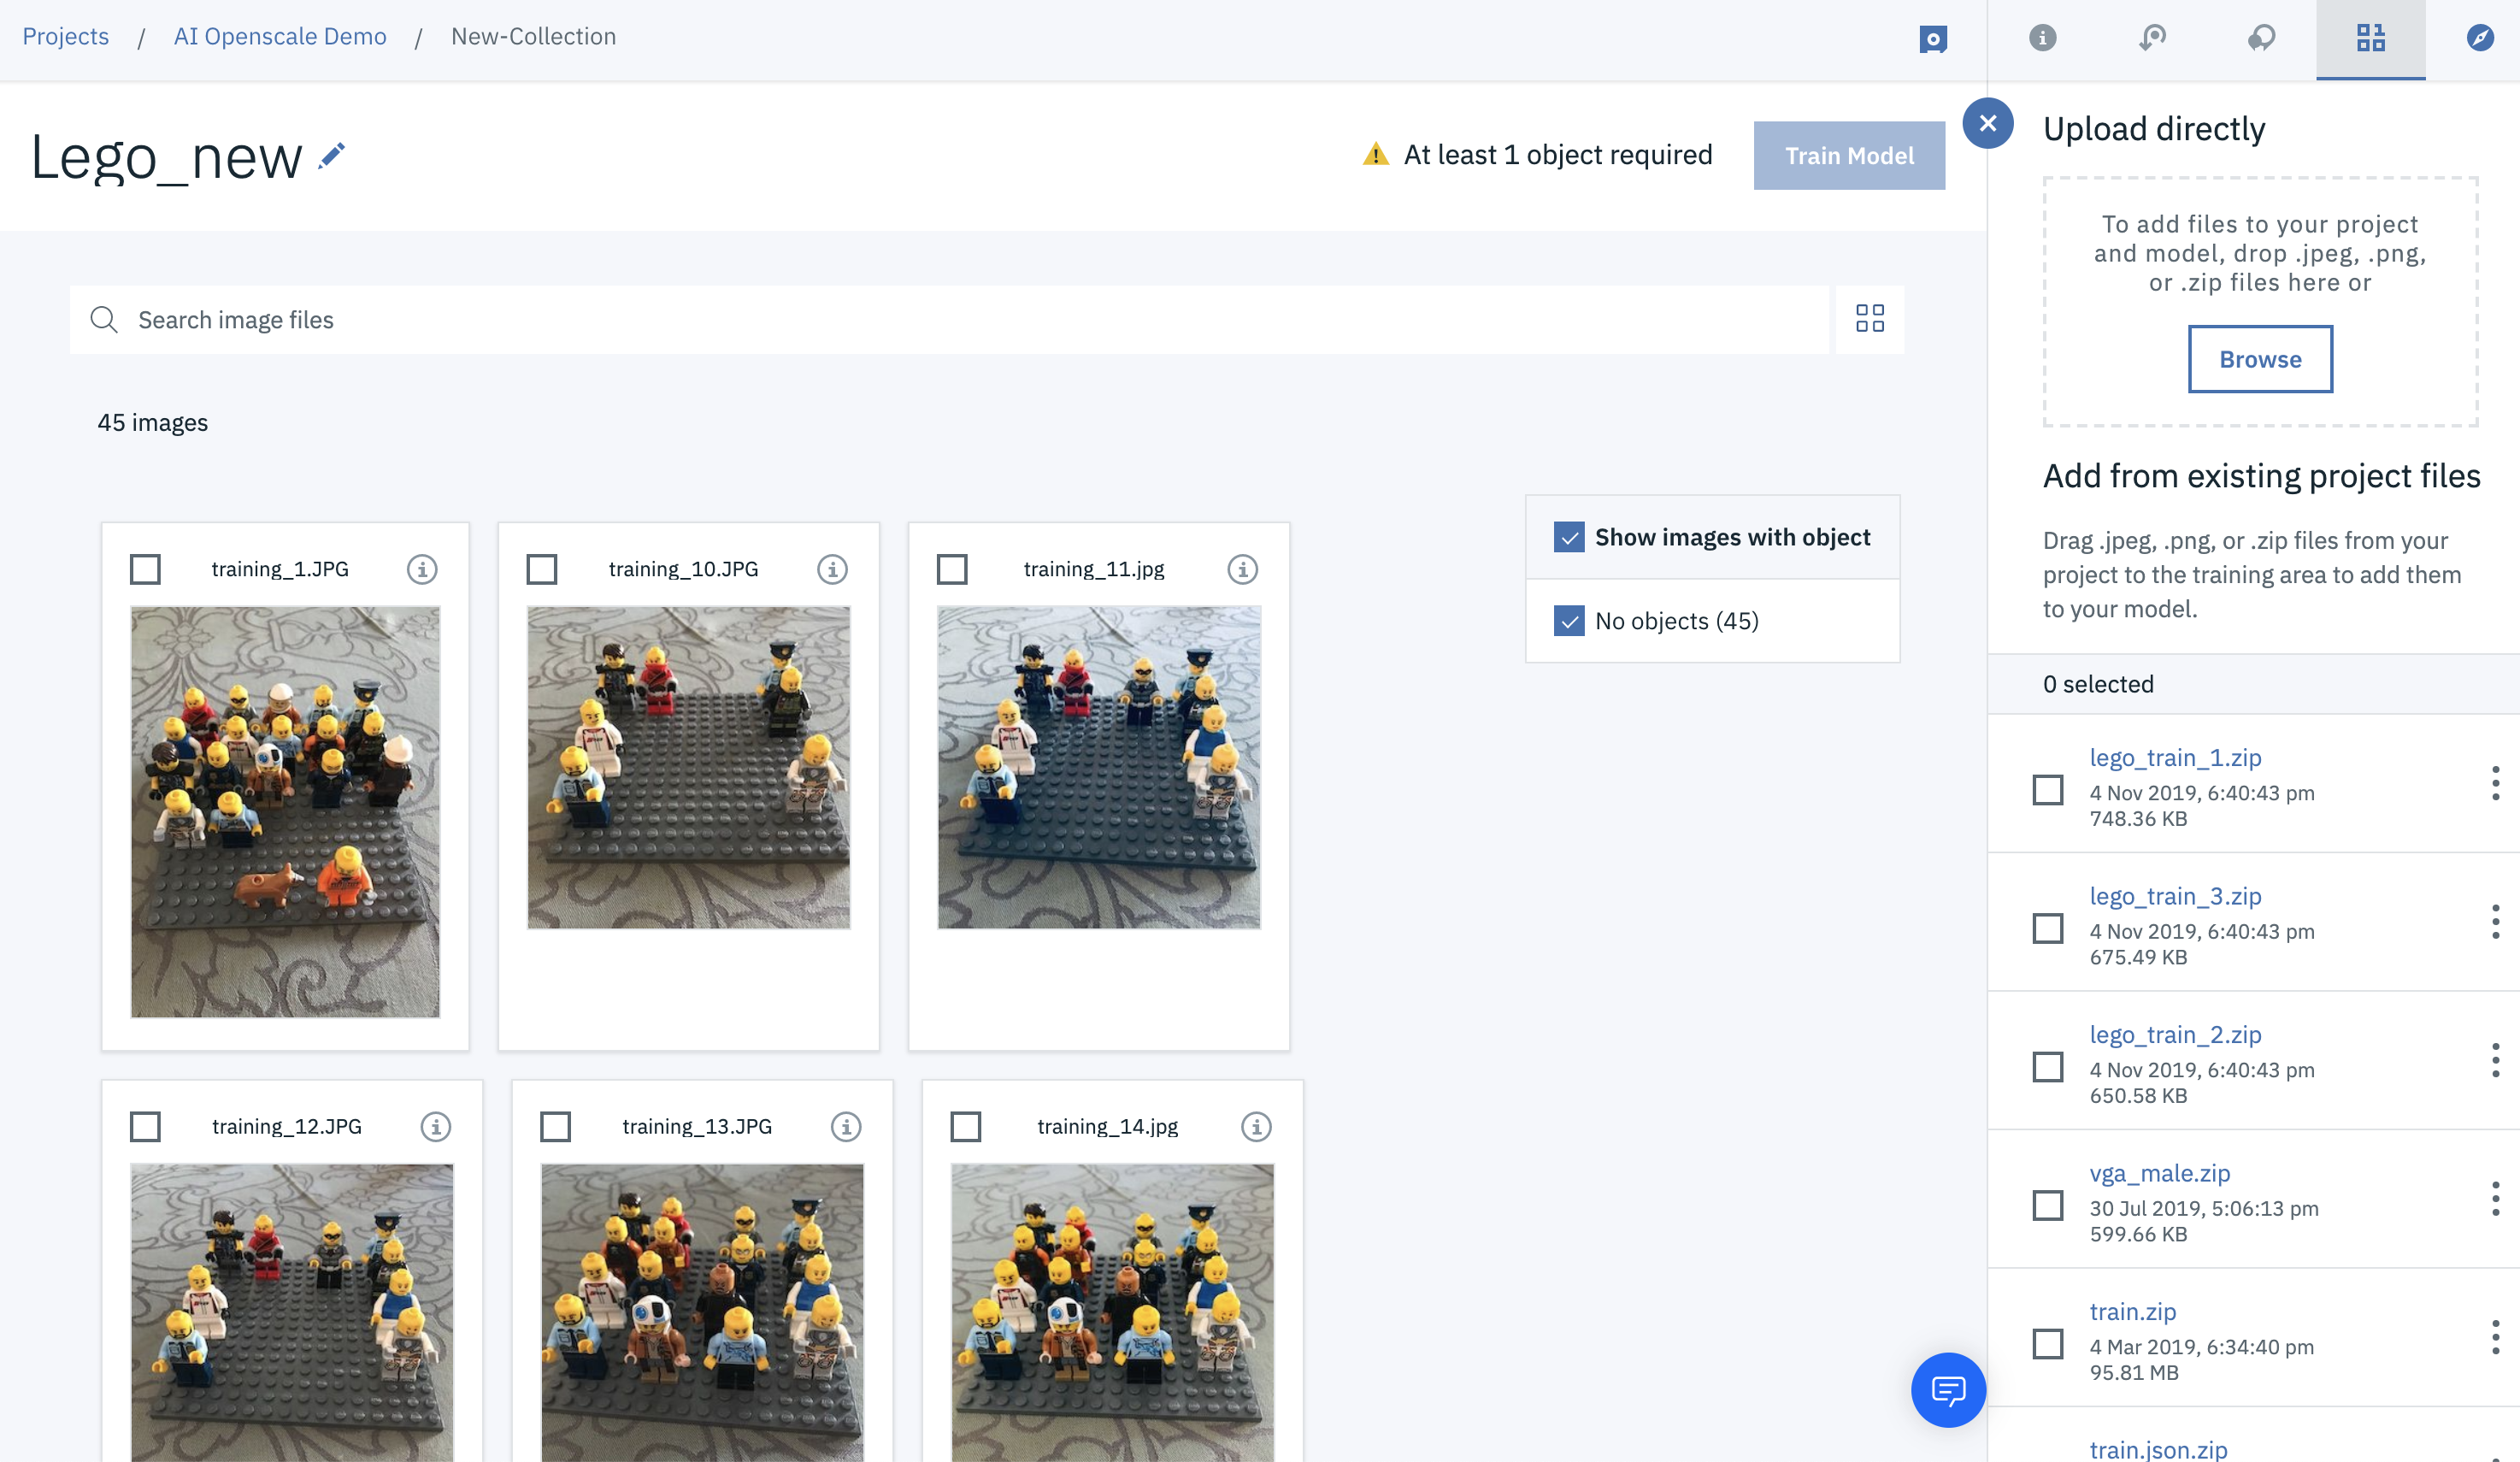 Projects / AI Openscale Demo / New-Collection
Lego_new
At least 1 object required
Train Model
Search image files
45 images
training_1.JPG
training_10.JPG
training_11.jpg
Show images with object
No objects (45)
training_12.JPG
training_13.JPG
training_14.jpg
Upload directly
To add files to your project
and model, drop .jpeg, .png,
or .zip files here or
Browse
Add from existing project files
Drag .jpeg, .png, or .zip files from your
project to the training area to add them
to your model.
0 selected
lego_train_1.zip
4 Nov 2019, 6:40:43 pm
748.36 KB
lego_train_3.zip
4 Nov 2019, 6:40:43 pm
675.49 KB
lego_train_2.zip
4 Nov 2019, 6:40:43 pm
650.58 KB
vga_male.zip
30 Jul 2019, 5:06:13 pm
599.66 KB
train.zip
4 Mar 2019, 6:34:40 pm
95.81 MB
train.json.zip